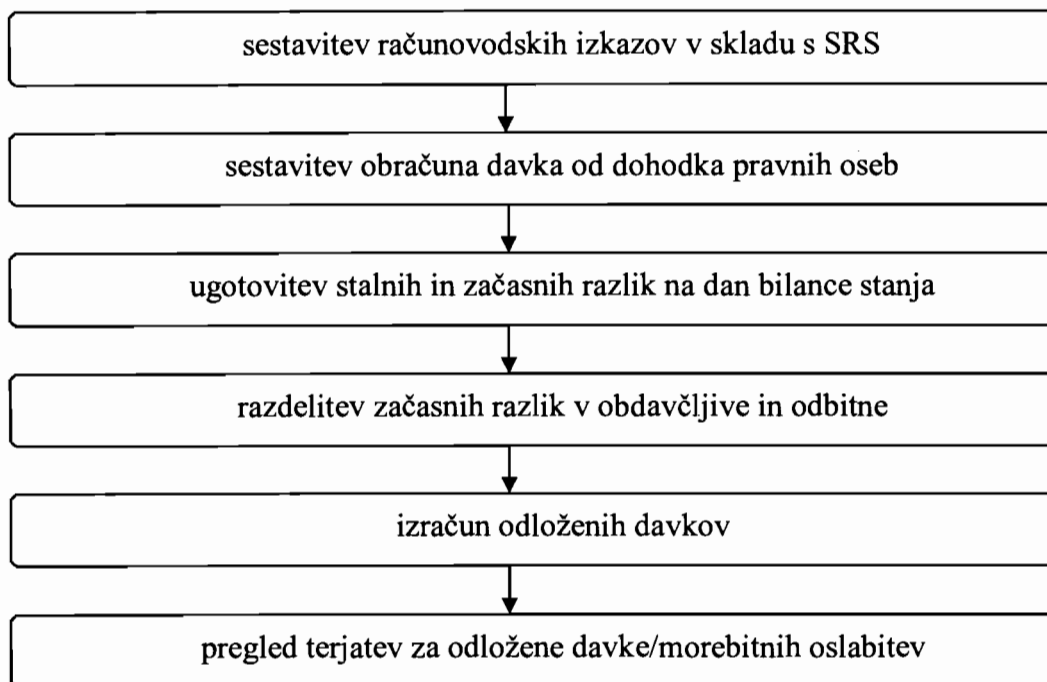 sestavitev računovodskih izkazov v skladu s SRS
sestavitev obračuna davka od dohodka pravnih oseb
ugotovitev stalnih in začasnih razlik na dan bilance stanja
razdelitev začasnih razlik v obdavčljive in odbitne
izračun odloženih davkov
pregled terjatev za odložene davke/morebitnih oslabitev